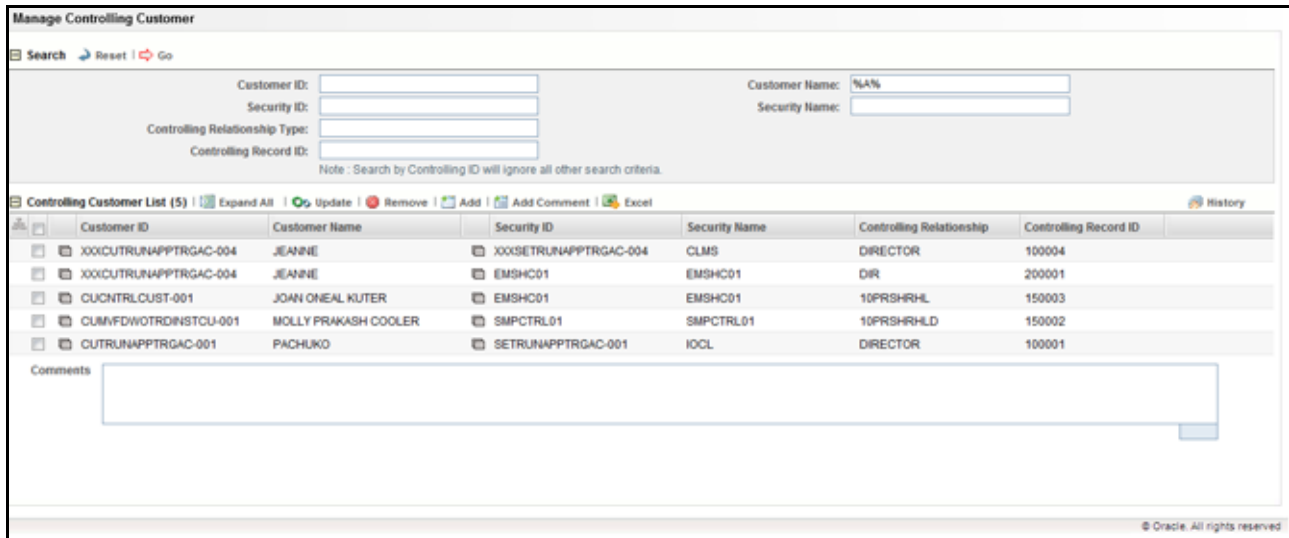 Manage Controlling Customer
Search Reset | Go
Customer ID: Customer Name: %A%
Security ID: Security Name:
Controlling Relationship Type:
Controlling Record ID:
Note : Search by Controlling ID will ignore all other search criteria.
Controlling Customer List (5) | Expand All | Update | Remove | Add | Add Comment | Excel History
Customer ID Customer Name Security ID Security Name Controlling Relationship Controlling Record ID
XXXCUTRUNAPPTRGAC-004 JEANNE XXXSETRUNAPPTRGAC-004 CLMS DIRECTOR 100004
XXXCUTRUNAPPTRGAC-004 JEANNE EMSHC01 EMSHC01 DIR 200001
CUCNTRLCUST-001 JOAN ONEAL KUTER EMSHC01 EMSHC01 10PRSHRHL 150003
CUMVFDWOTRDINSTCU-001 MOLLY PRAKASH COOLER SMPCTRL01 SMPCTRL01 10PRSHRHLD 150002
CUTRUNAPPTRGAC-001 PACHUKO SETRUNAPPTRGAC-001 IOCL DIRECTOR 100001
Comments
© Oracle. All rights reserved